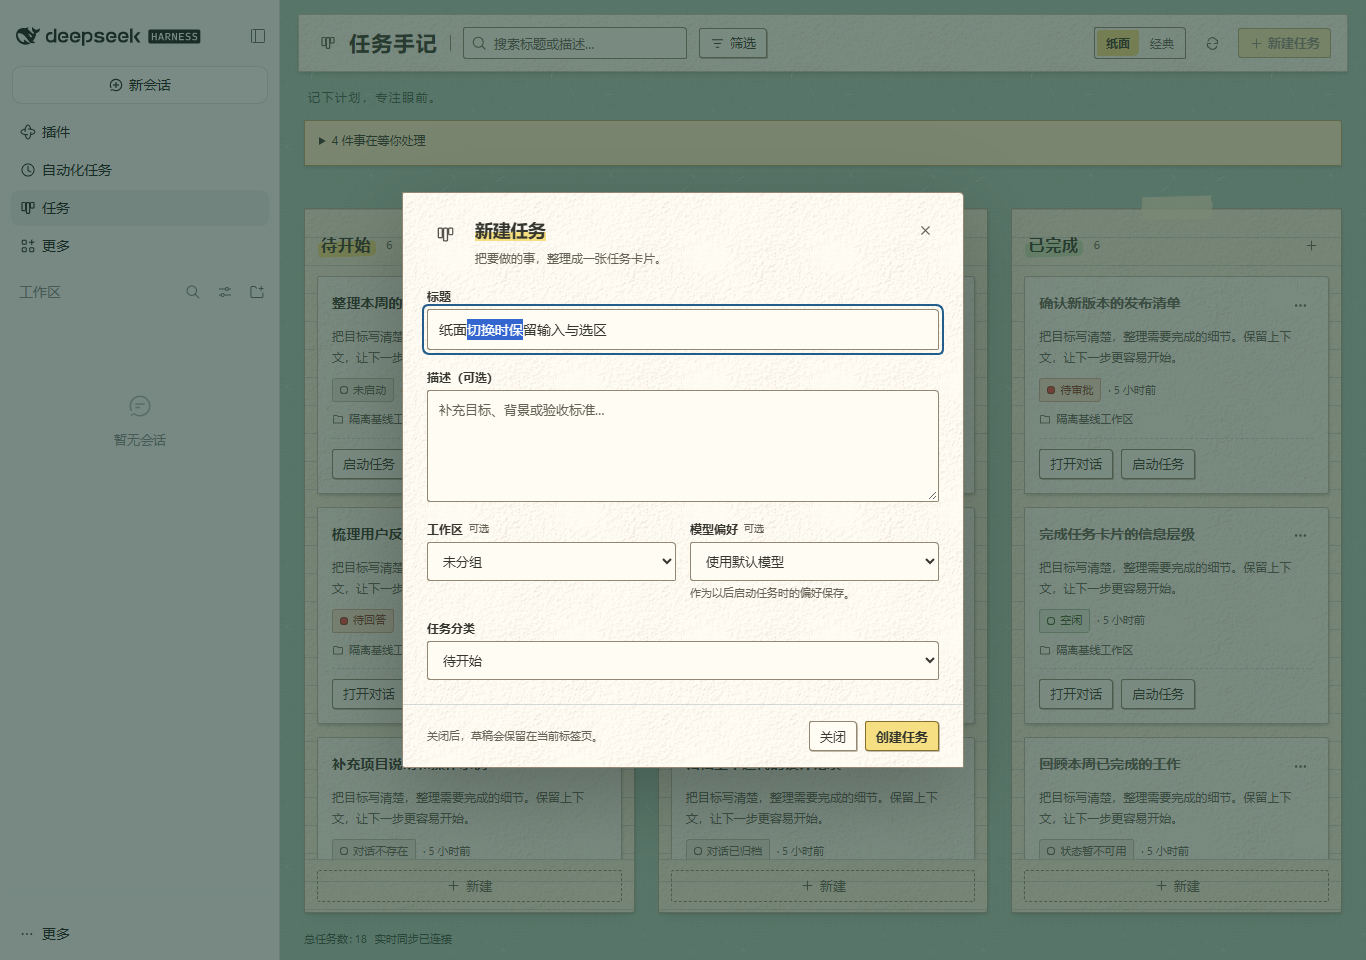 deepseek HARNESS
新会话
插件
自动化任务
任务
更多
工作区
暂无会话
更多
任务手记
搜索标题或描述...
筛选
纸面
经典
新建任务
记下计划，专注眼前。
4 件事在等你处理
待开始 6
整理本周的
把目标写清楚
文，让下一步
未启动
隔离基线工
启动任务
梳理用户反
把目标写清楚
文，让下一步
待回答
隔离基线工
打开对话
补充项目说
把目标写清楚，整理需要完成的细节。保留上下
文，让下一步更容易开始。
对话不存在 · 5 小时前
新建
把目标写清楚，整理需要完成的细节。保留上下
文，让下一步更容易开始。
对话已归档 · 5 小时前
新建
已完成 6
确认新版本的发布清单
把目标写清楚，整理需要完成的细节。保留上下
文，让下一步更容易开始。
待审批 · 5 小时前
隔离基线工作区
打开对话 启动任务
完成任务卡片的信息层级
把目标写清楚，整理需要完成的细节。保留上下
文，让下一步更容易开始。
空闲 · 5 小时前
隔离基线工作区
打开对话 启动任务
回顾本周已完成的工作
把目标写清楚，整理需要完成的细节。保留上下
文，让下一步更容易开始。
状态暂不可用 · 5 小时前
新建
总任务数: 18 实时同步已连接
新建任务
把要做的事，整理成一张任务卡片。
标题
纸面切换时保留输入与选区
描述（可选）
补充目标、背景或验收标准...
工作区 可选
未分组
模型偏好 可选
使用默认模型
作为以后启动任务时的偏好保存。
任务分类
待开始
关闭后，草稿会保留在当前标签页。
关闭
创建任务